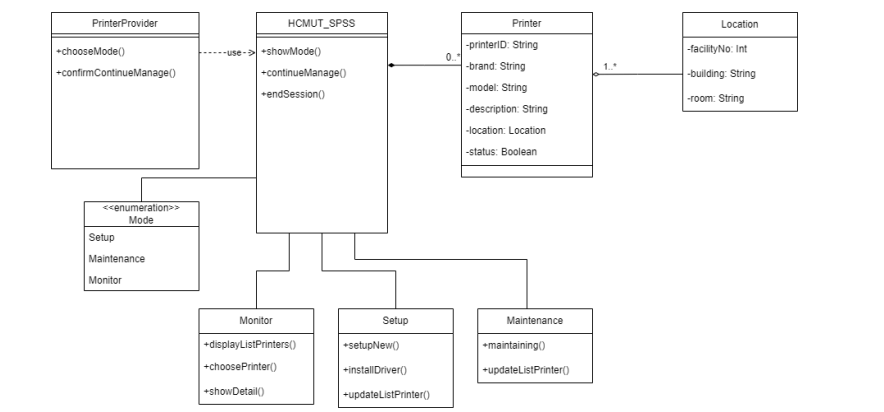 PrinterProvider
+chooseMode()
+confirmContinueManage()
use
HCMUT_SPSS
+showMode()
+continueManage()
+endSession()
0..*
Printer
-printerID: String
-brand: String
-model: String
-description: String
-location: Location
-status: Boolean
1..*
Location
-facilityNo: Int
-building: String
-room: String
<<enumeration>>
Mode
Setup
Maintenance
Monitor
Monitor
+displayListPrinters()
+choosePrinter()
+showDetail()
Setup
+setupNew()
+installDriver()
+updateListPrinter()
Maintenance
+maintaining()
+updateListPrinter()